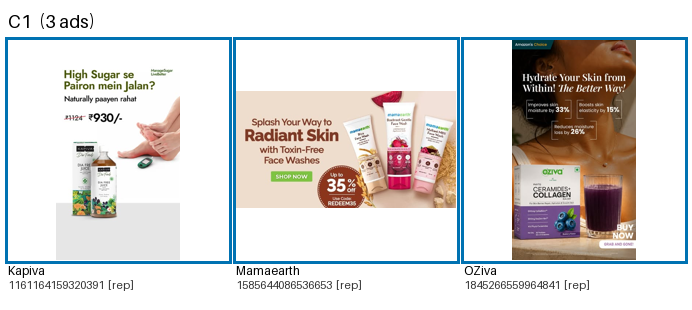 C1 (3 ads)
High Sugar se
Pairon mein Jalan?
Naturally paayen rahat
₹1124 ₹930/-
Splash Your Way to
Radiant Skin
with Toxin-Free
Face Washes
SHOP NOW
Up to
35%
Off
Use Code:
REDEEM35
mamaearth
Amazon's Choice
Hydrate Your Skin from
Within! The Better Way!
Improves skin
moisture by 33%
Boosts skin
elasticity by 15%
Reduces moisture
loss by 26%
OZiva
CERAMIDES+
COLLAGEN
BUY
NOW
Kapiva
1161164159320391 [rep]
Mamaearth
1585644086536653 [rep]
OZiva
1845266559964841 [rep]